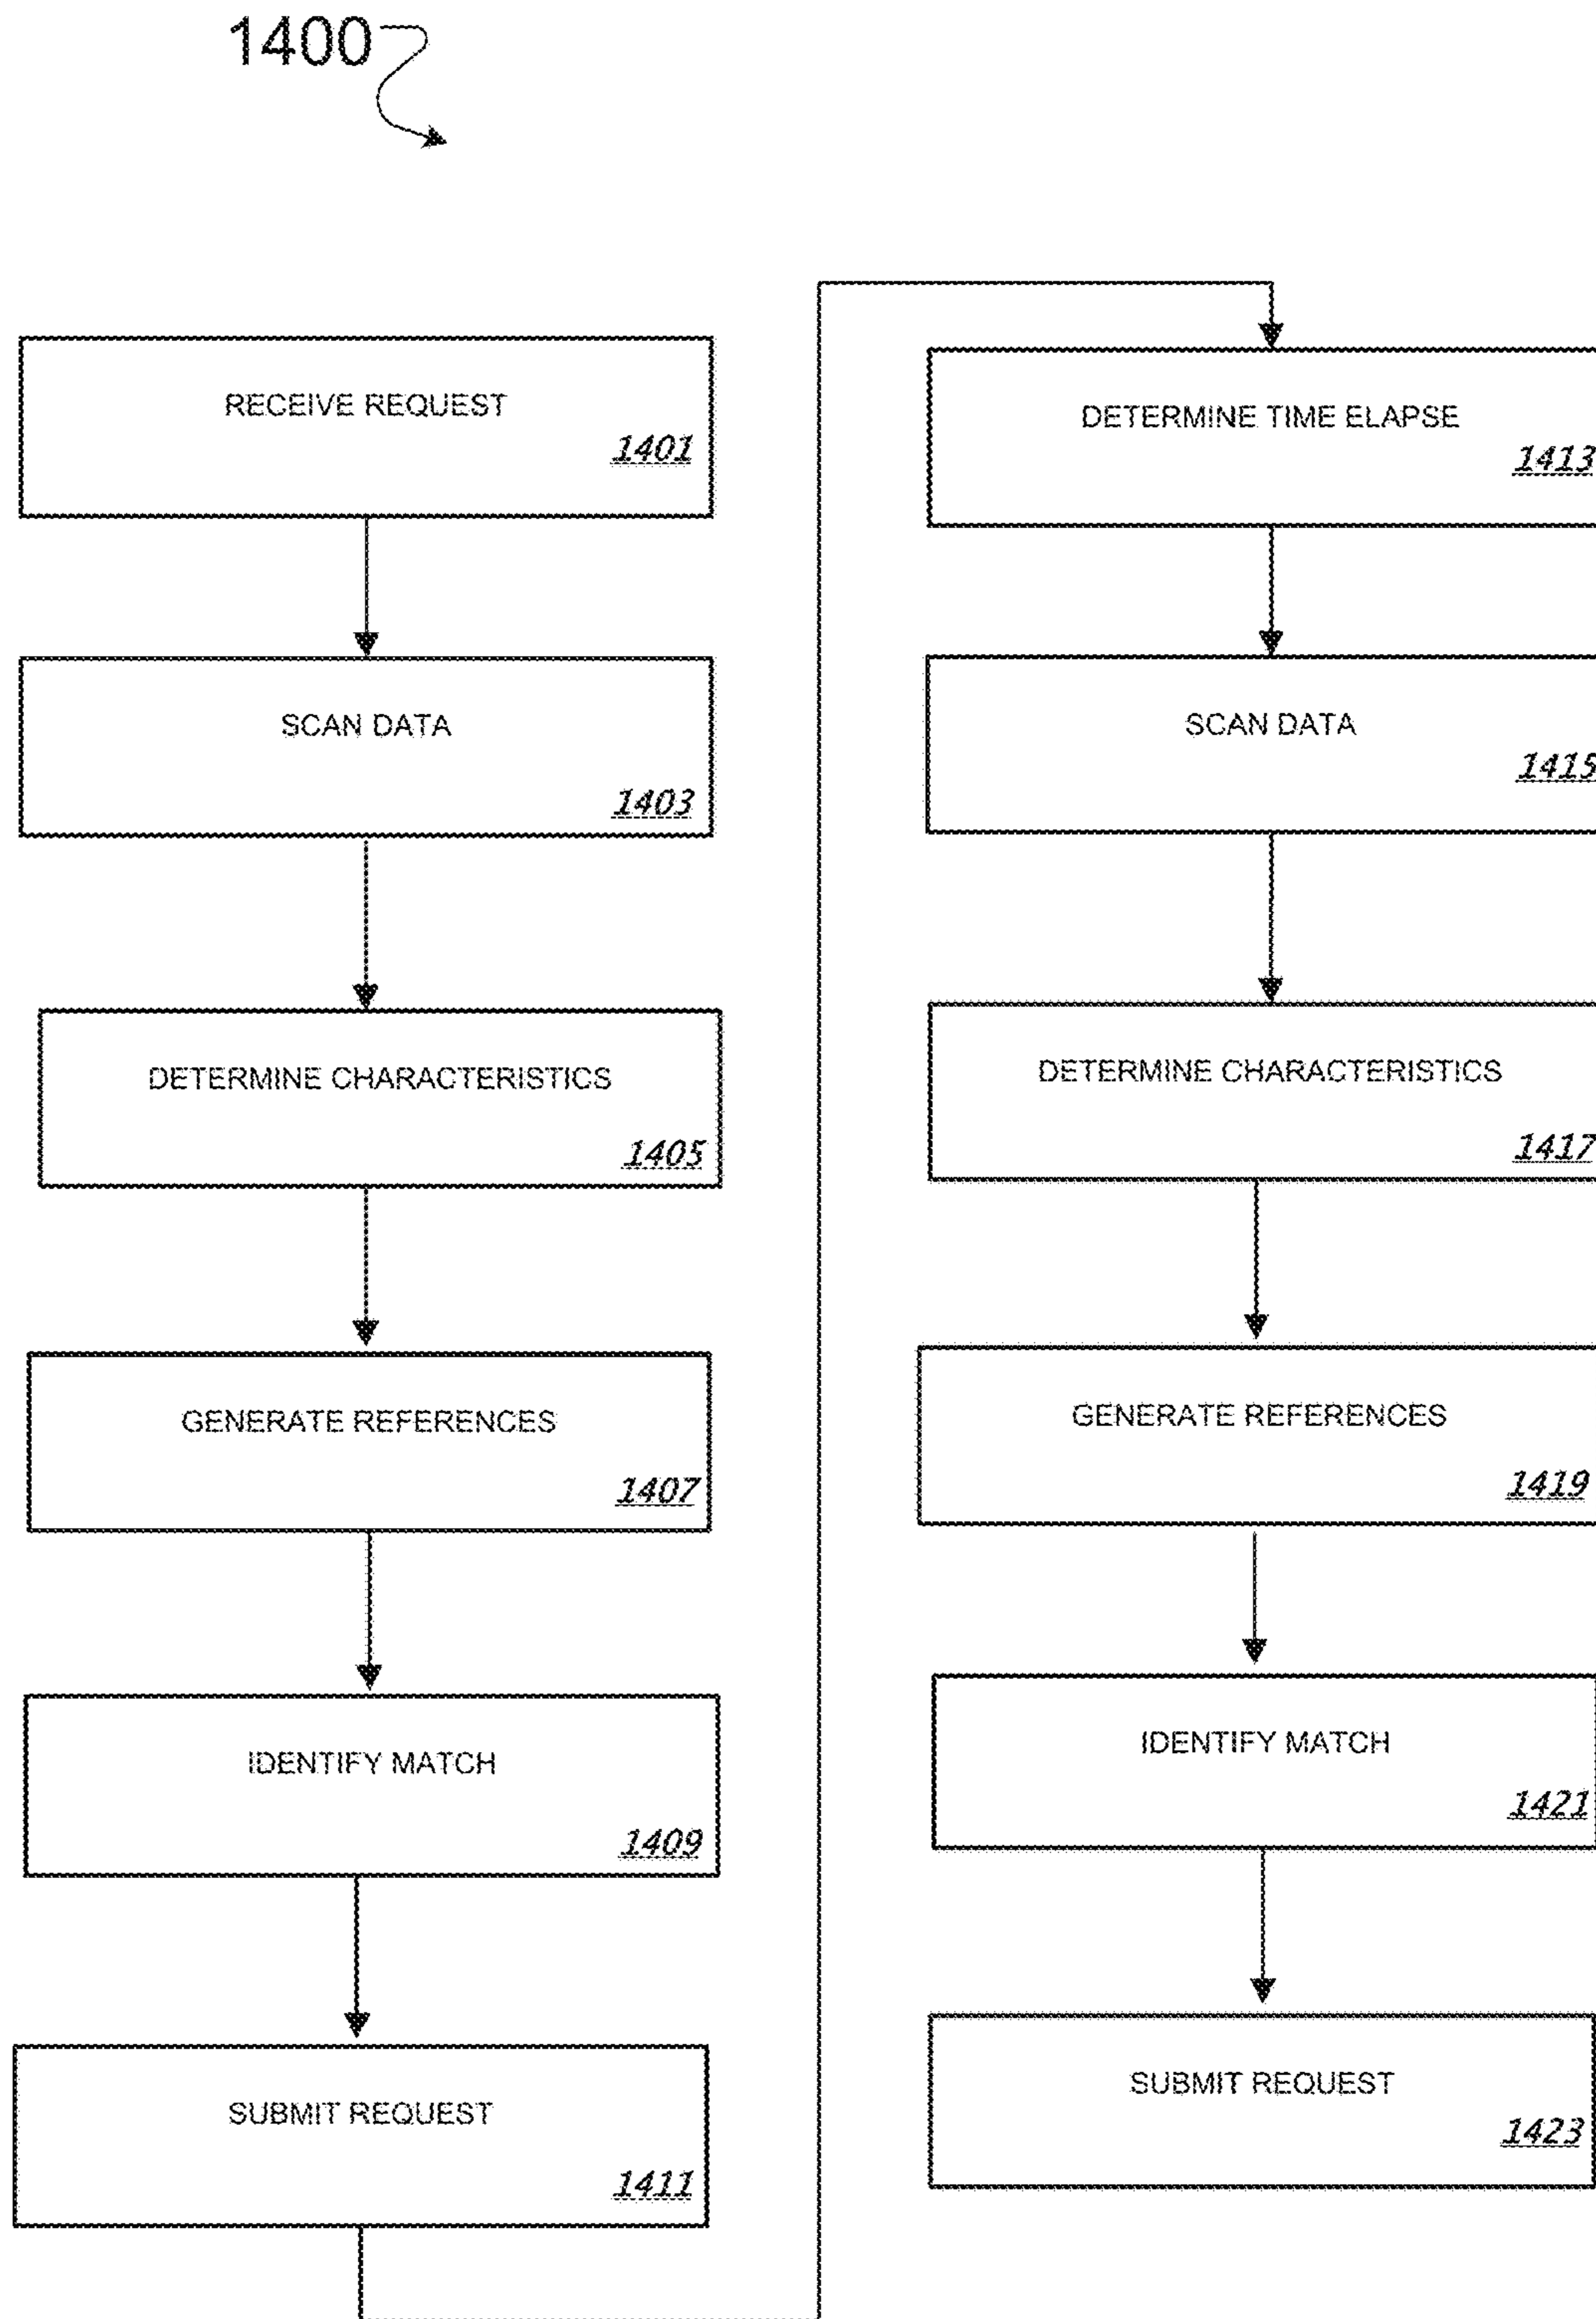 1400
RECEIVE REQUEST
1401
SCAN DATA
1403
DETERMINE CHARACTERISTICS
1405
GENERATE REFERENCES
1407
IDENTIFY MATCH
1409
SUBMIT REQUEST
1411
DETERMINE TIME ELAPSE
1413
SCAN DATA
1415
DETERMINE CHARACTERISTICS
1417
GENERATE REFERENCES
1419
IDENTIFY MATCH
1421
SUBMIT REQUEST
1423